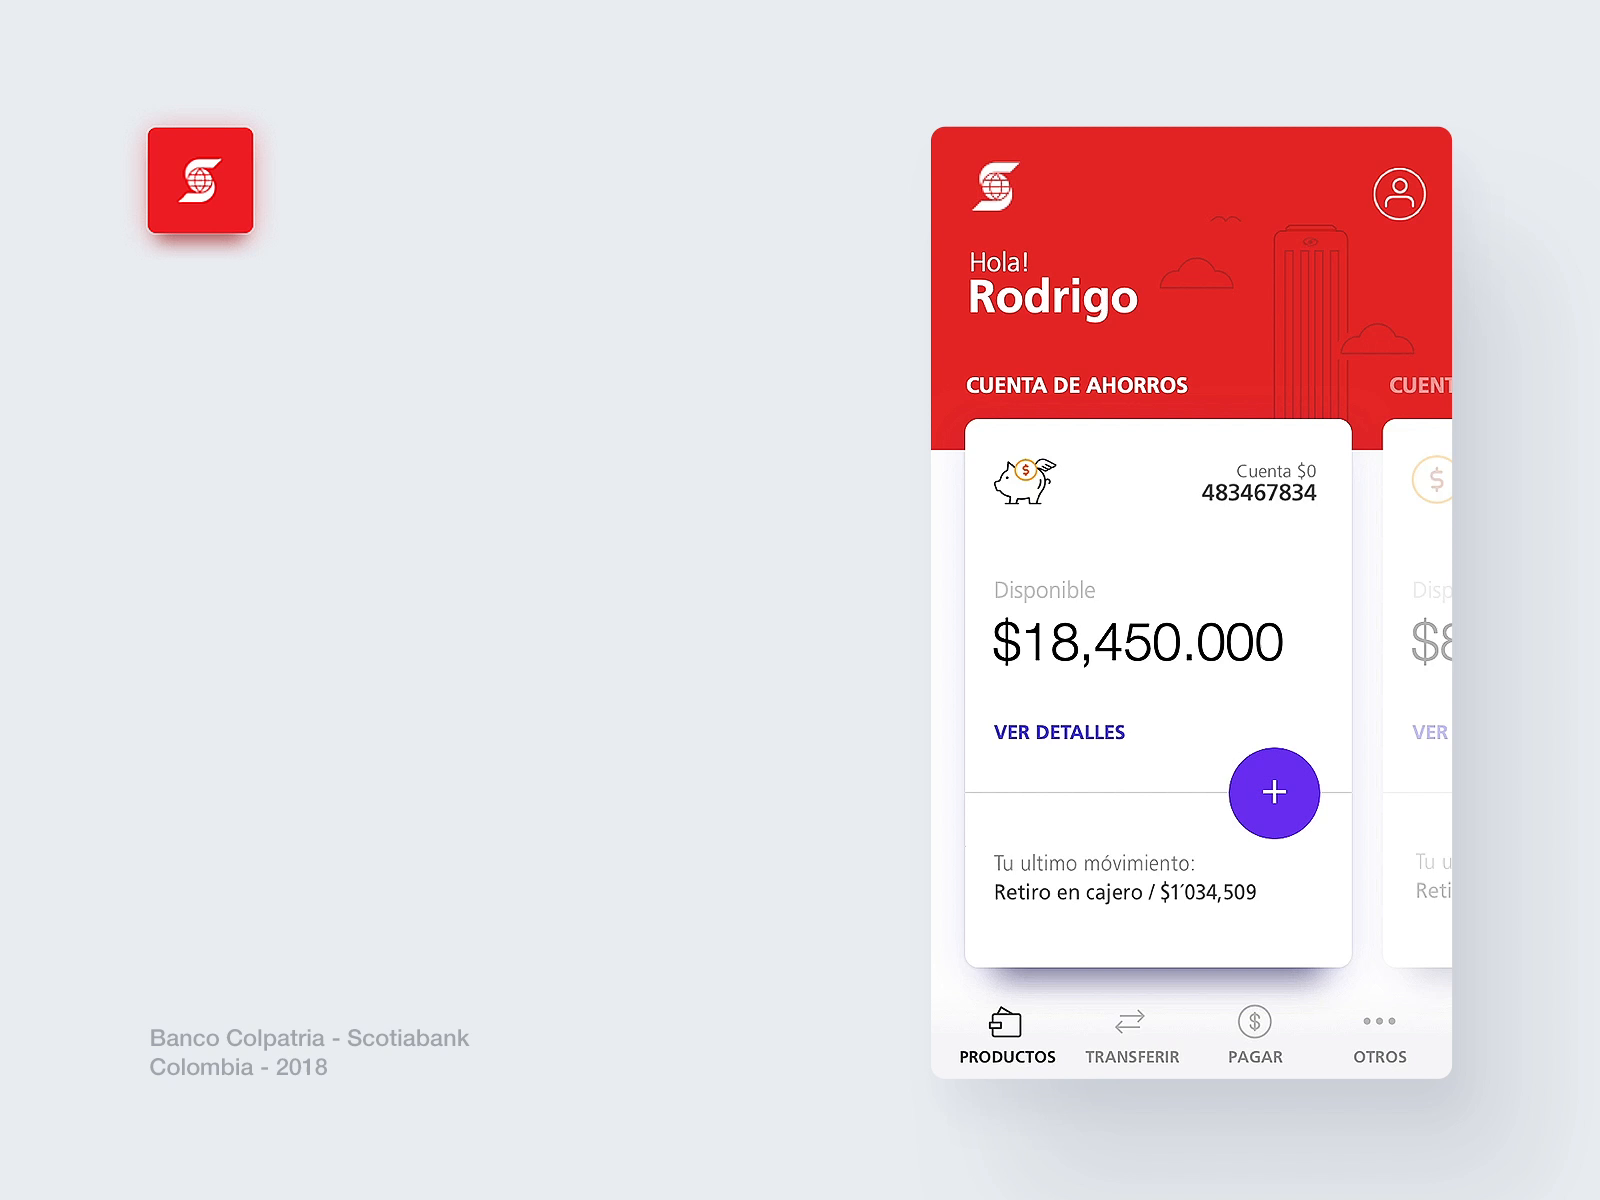 Hola!
Rodrigo
CUENTA DE AHORROS
CUENT
Cuenta $0
483467834
Disponible
$18,450.000
VER DETALLES
+
Tu ultimo móvimiento:
Retiro en cajero / $1´034,509
$
Disp
$8
VER
Tu u
Reti
PRODUCTOS
TRANSFERIR
PAGAR
OTROS
Banco Colpatria - Scotiabank
Colombia - 2018